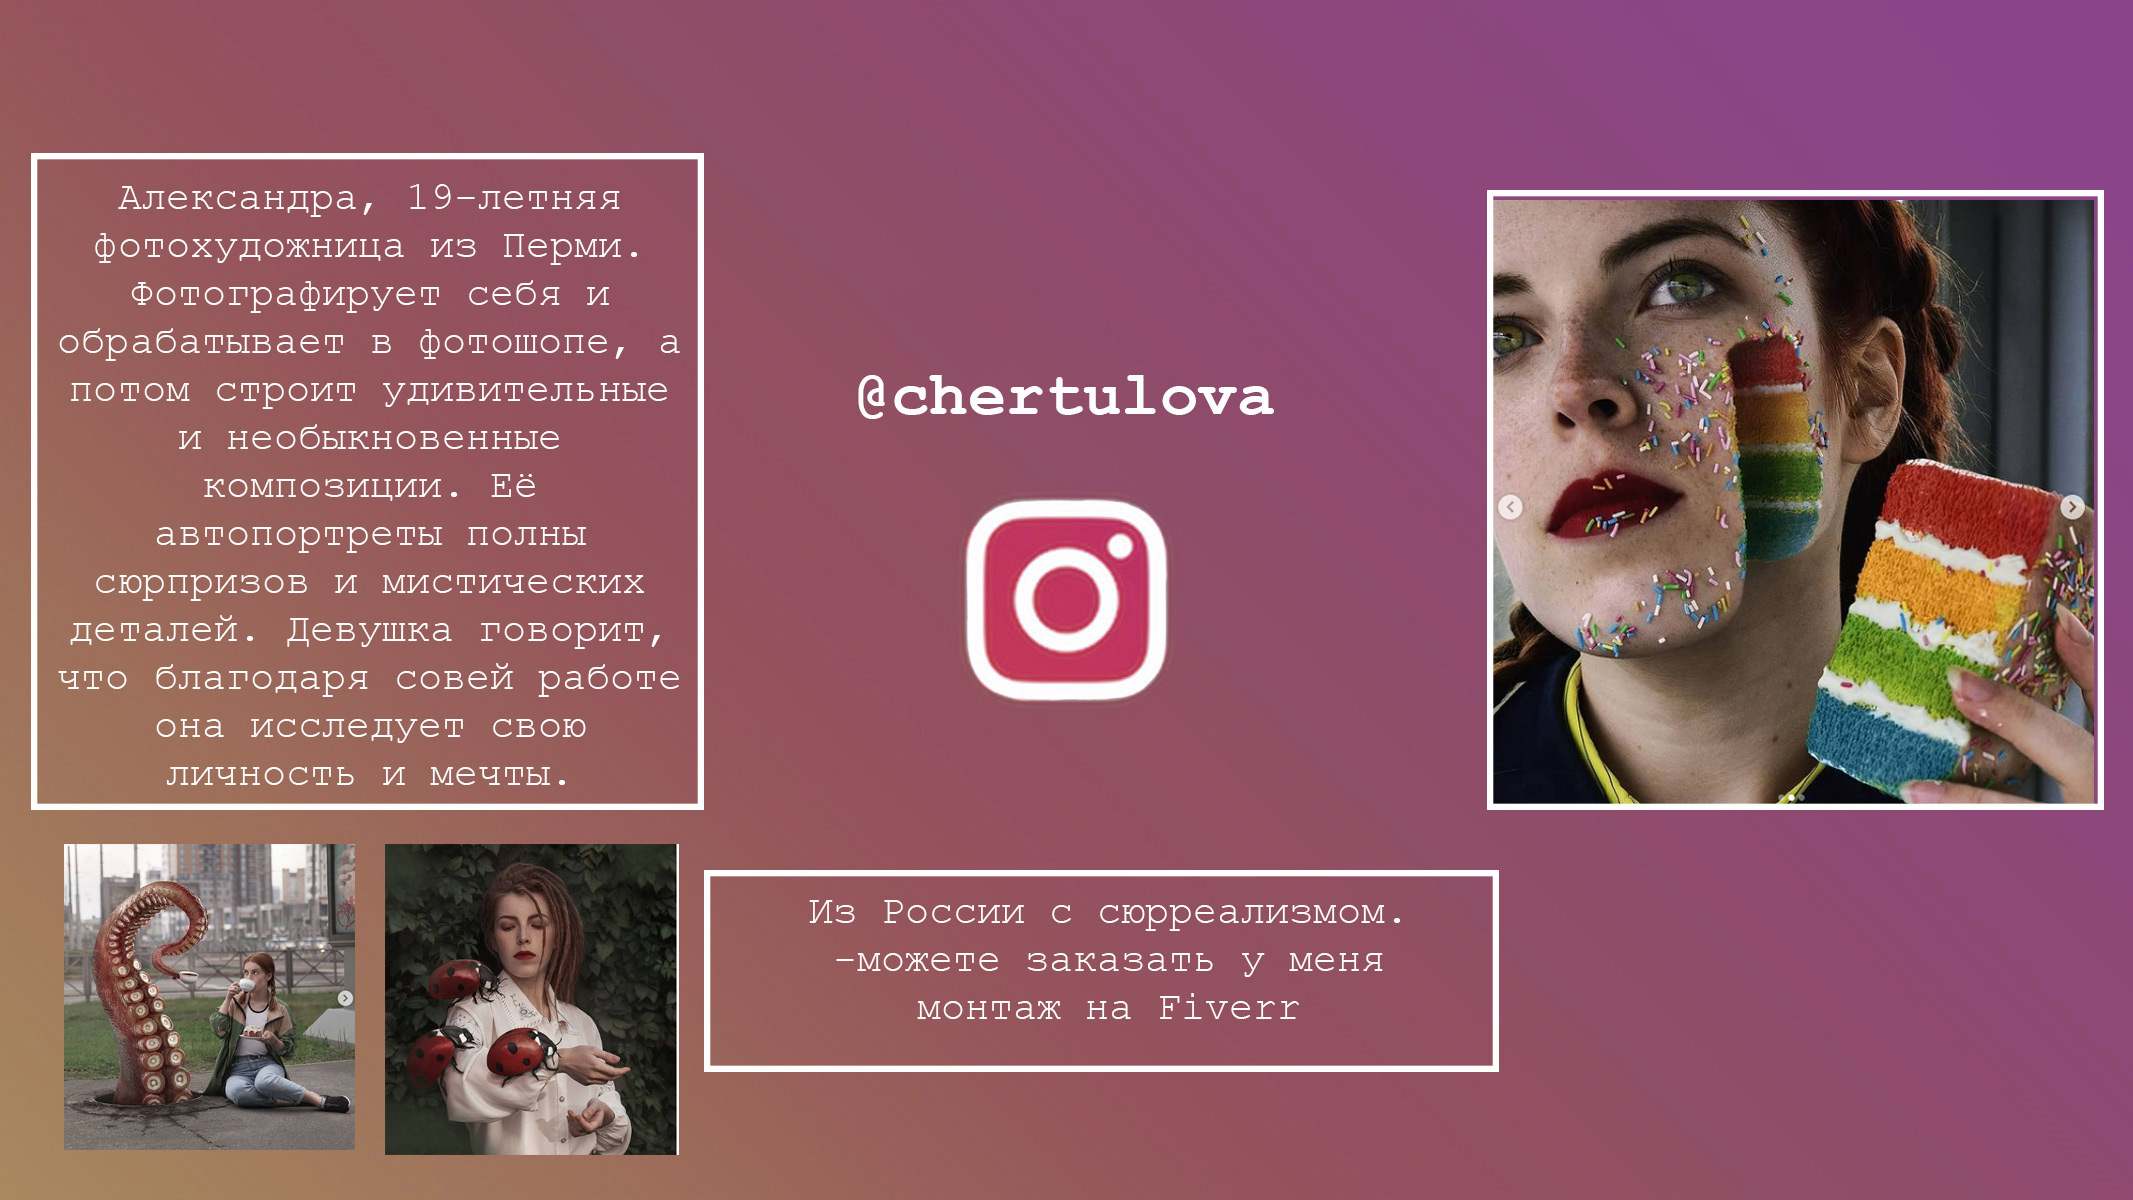 Александра, 19-летняя
фотохудожница из Перми.
Фотографирует себя и
обрабатывает в фотошопе, а
потом строит удивительные
и необыкновенные
композиции. Её
автопортреты полны
сюрпризов и мистических
деталей. Девушка говорит,
что благодаря совей работе
она исследует свою
личность и мечты.
@chertulova
Из России с сюрреализмом.
-можете заказать у меня
монтаж на Fiverr